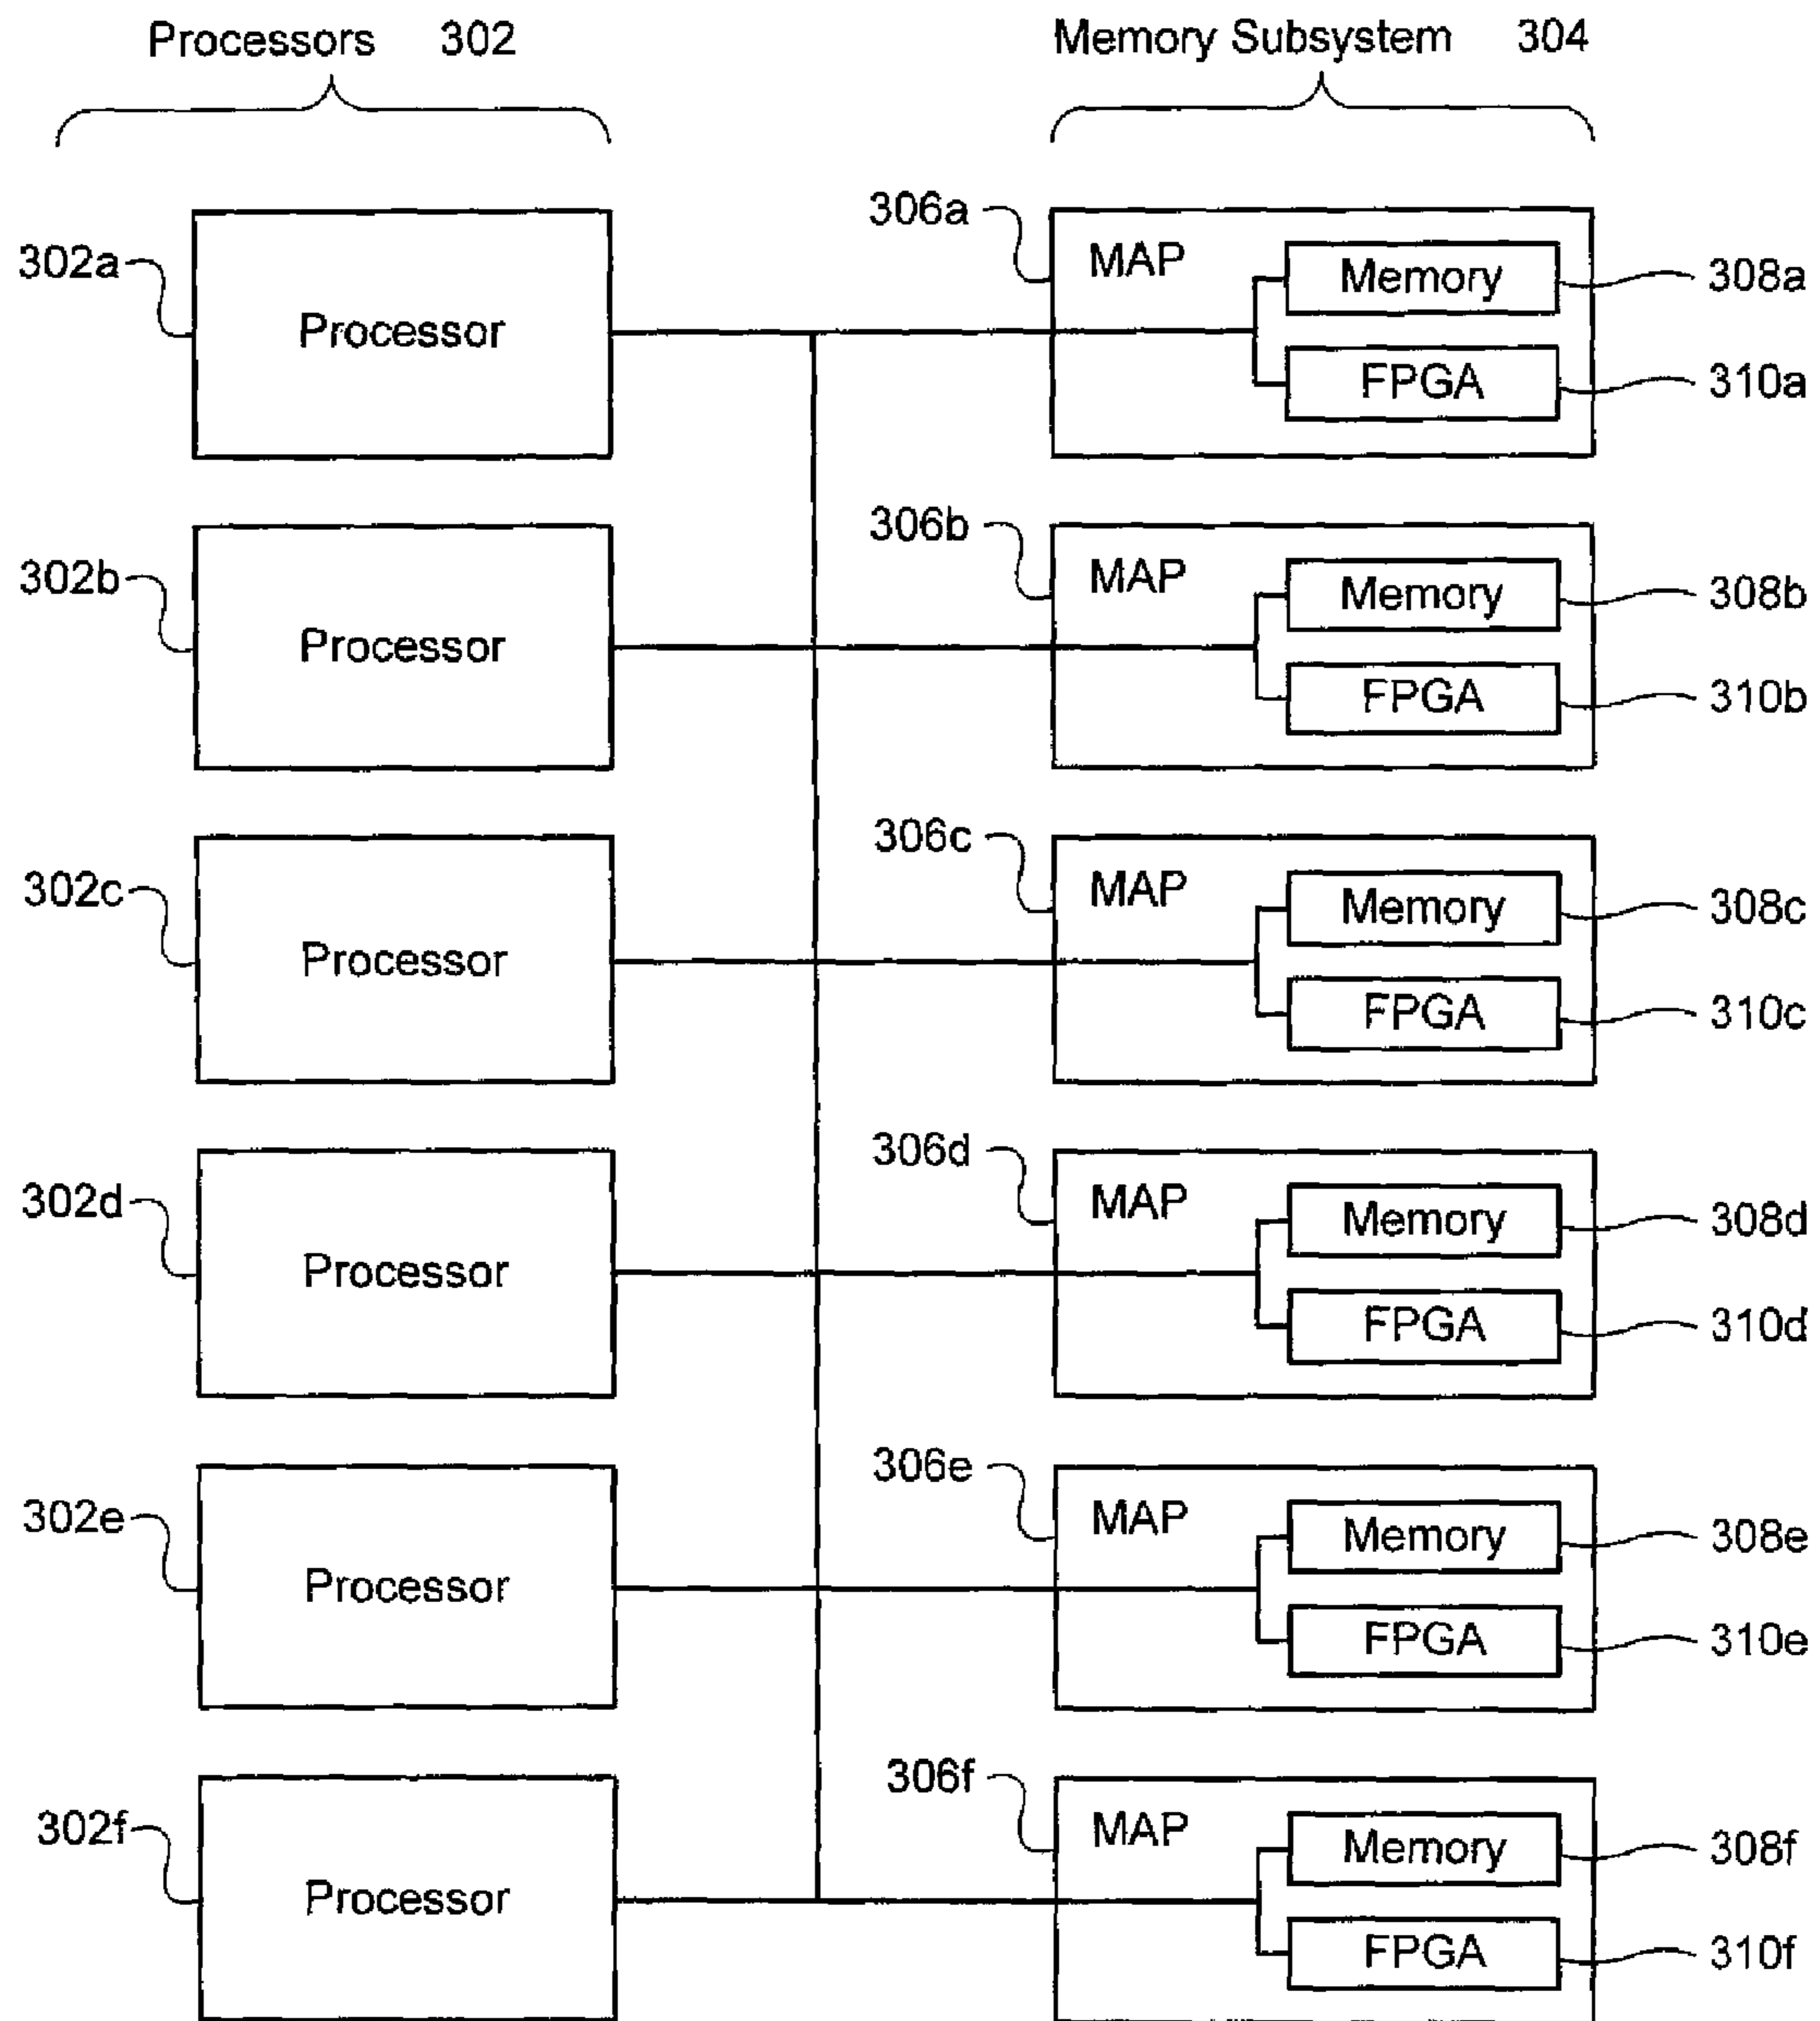 Processors 302
Memory Subsystem 304
306a
MAP
Memory
308a
302a
Processor
FPGA
310a
306b
MAP
Memory
308b
302b
Processor
FPGA
310b
306c
MAP
Memory
308c
302c
Processor
FPGA
310c
306d
MAP
Memory
308d
302d
Processor
FPGA
310d
306e
MAP
Memory
308e
302e
Processor
FPGA
310e
306f
MAP
Memory
308f
302f
Processor
FPGA
310f